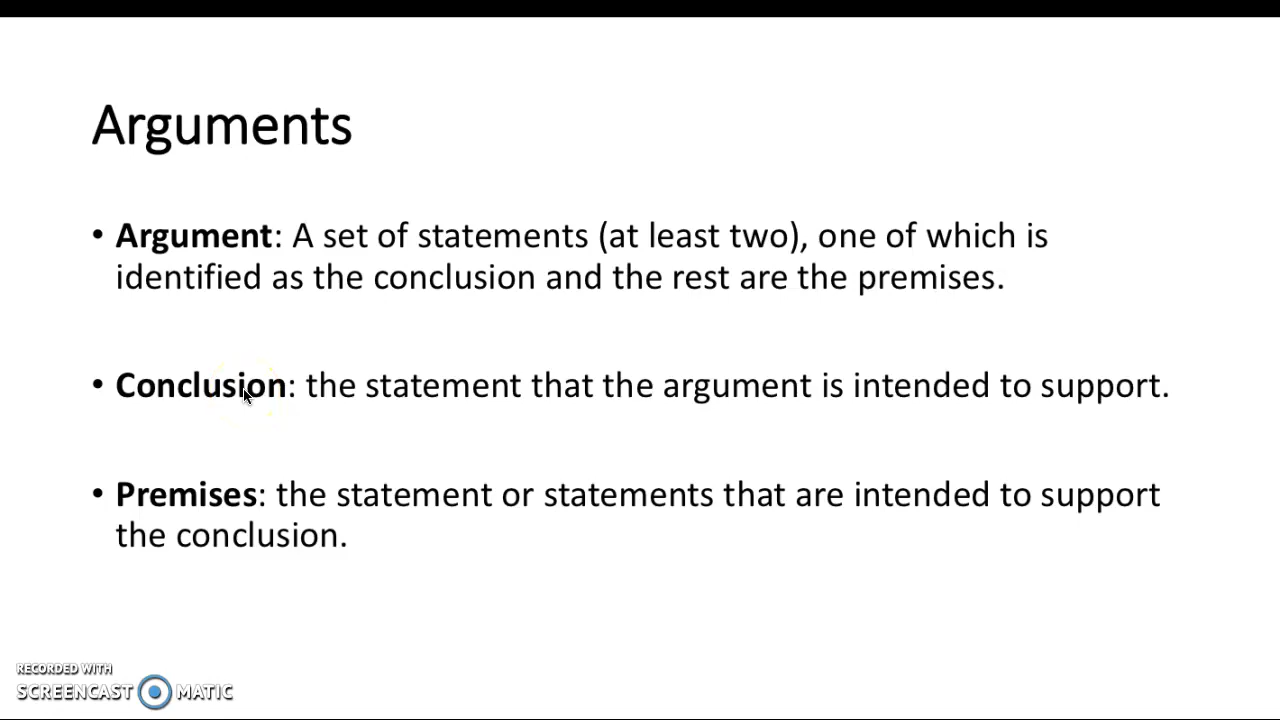 Arguments
• Argument: A set of statements (at least two), one of which is
identified as the conclusion and the rest are the premises.
• Conclusion: the statement that the argument is intended to support.
• Premises: the statement or statements that are intended to support
the conclusion.
RECORDED WITH
SCREENCAST MATIC